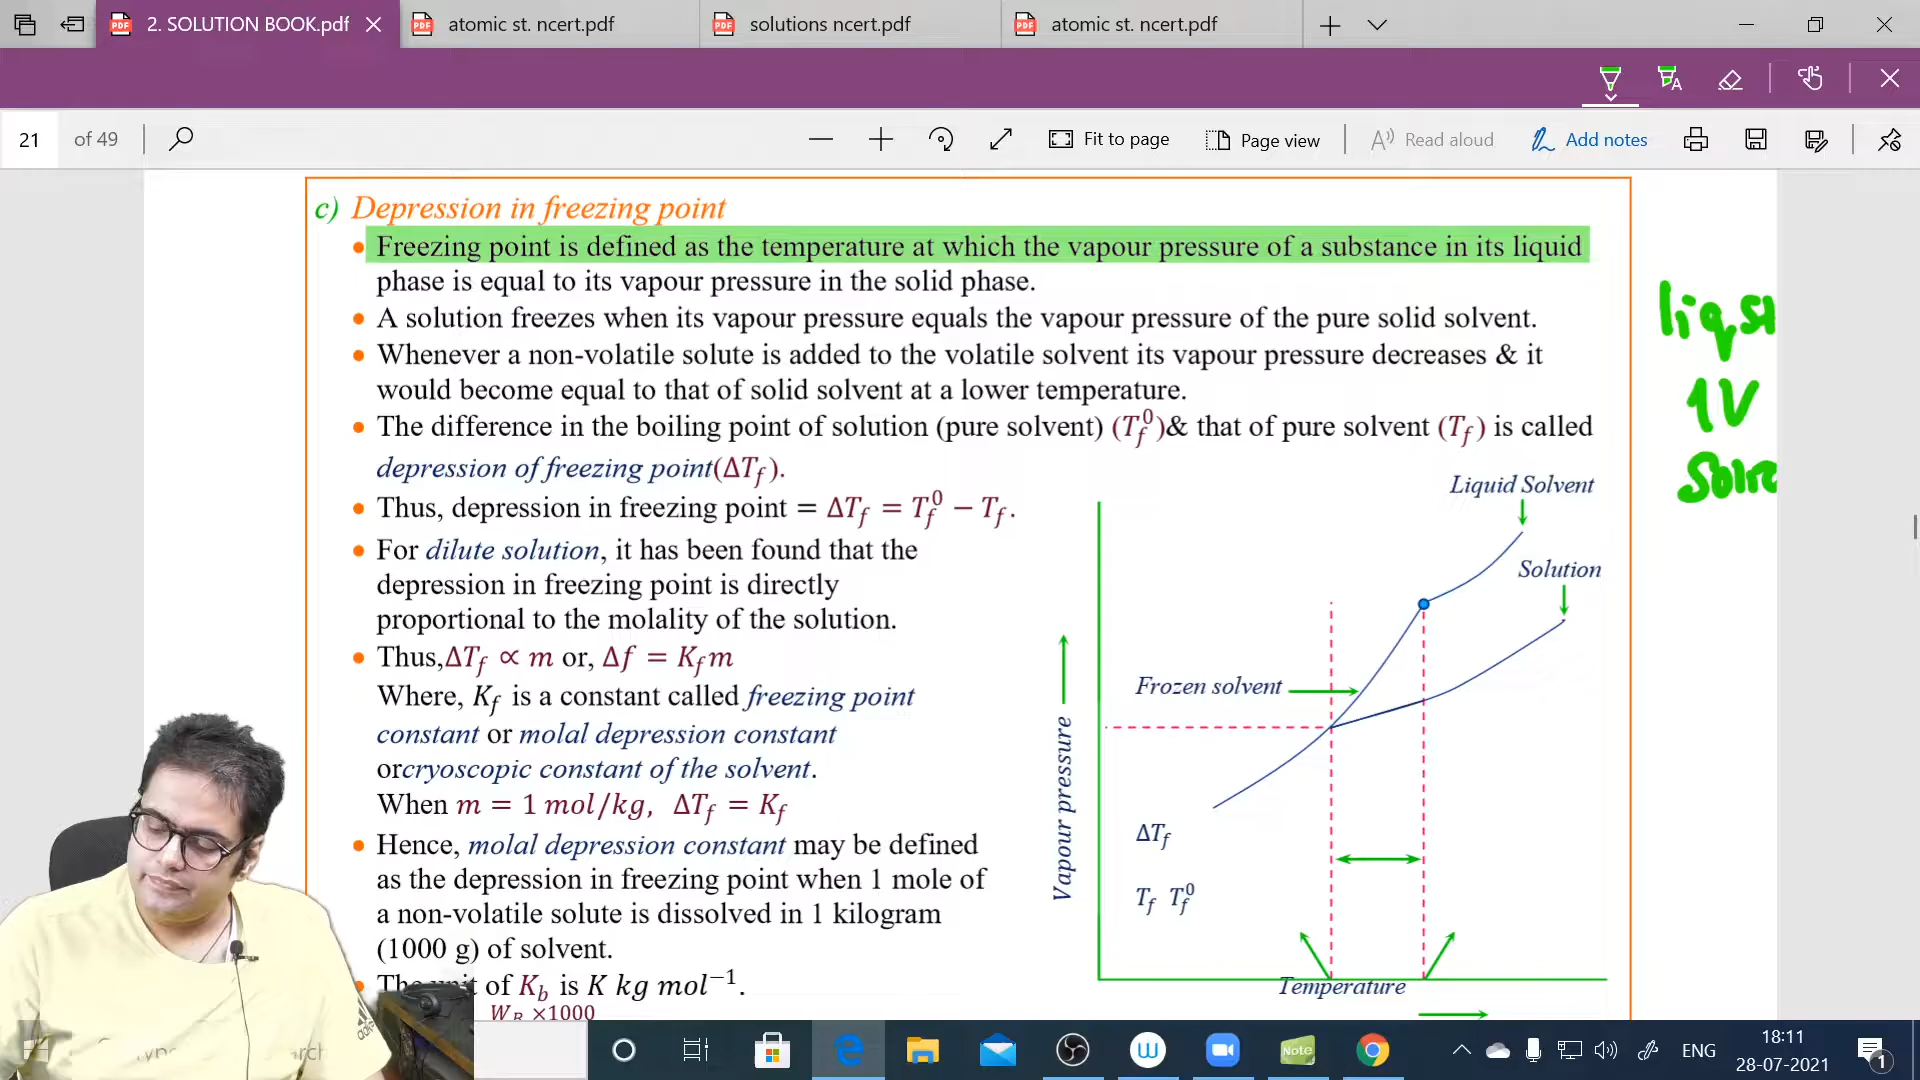 2. SOLUTION BOOK.pdf
atomic st. ncert.pdf
solutions ncert.pdf
atomic st. ncert.pdf
21 of 49
Fit to page
Page view
Read aloud
Add notes
c) Depression in freezing point
• Freezing point is defined as the temperature at which the vapour pressure of a substance in its liquid
phase is equal to its vapour pressure in the solid phase.
• A solution freezes when its vapour pressure equals the vapour pressure of the pure solid solvent.
• Whenever a non-volatile solute is added to the volatile solvent its vapour pressure decreases & it
would become equal to that of solid solvent at a lower temperature.
• The difference in the boiling point of solution (pure solvent) (T_f^0)& that of pure solvent (T_f) is called
depression of freezing point(ΔT_f).
• Thus, depression in freezing point = ΔT_f = T_f^0 − T_f.
• For dilute solution, it has been found that the
depression in freezing point is directly
proportional to the molality of the solution.
• Thus,ΔT_f ∝ m or, Δf = K_f m
Where, K_f is a constant called freezing point
constant or molal depression constant
orcryoscopic constant of the solvent.
When m = 1 mol/kg, ΔT_f = K_f
• Hence, molal depression constant may be defined
as the depression in freezing point when 1 mole of
a non-volatile solute is dissolved in 1 kilogram
(1000 g) of solvent.
of K_b is K kg mol⁻¹.
W_B ×1000
Liquid Solvent
Solution
Frozen solvent
Vapour pressure
ΔT_f
T_f T_f^0
Temperature
1V
W
Note
ENG
18:11
28-07-2021
1